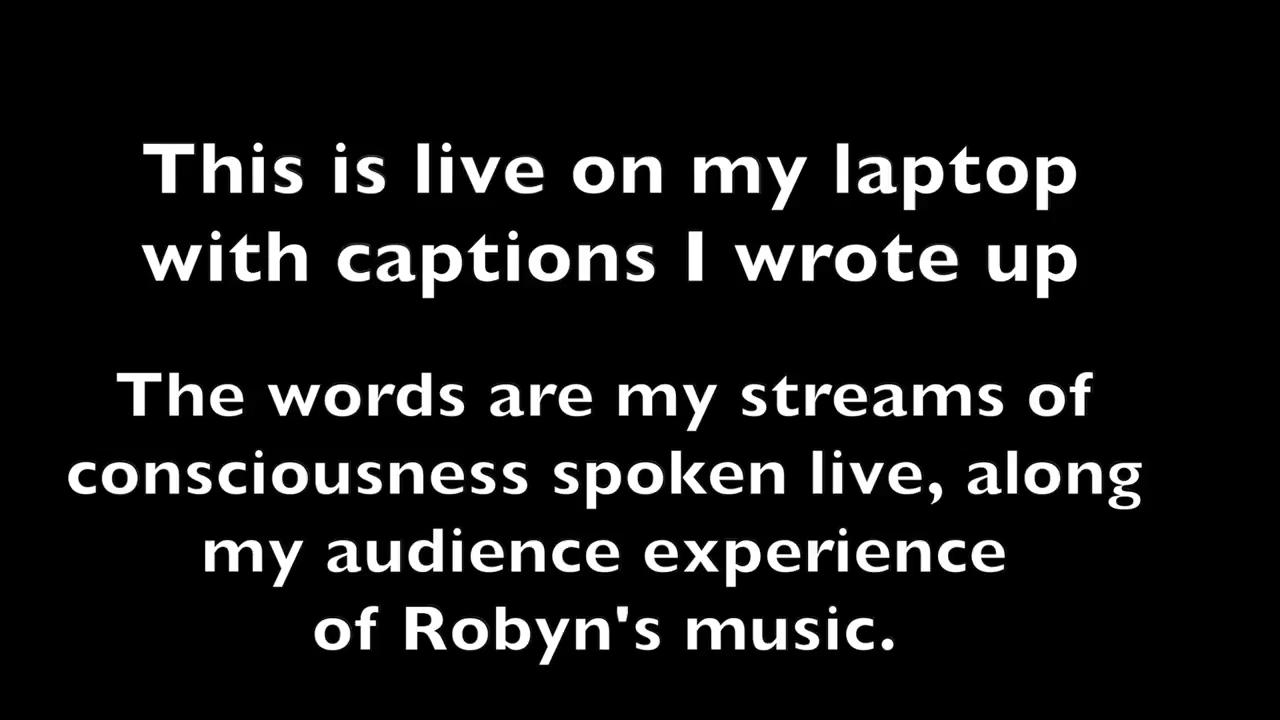 This is live on my laptop
with captions I wrote up
The words are my streams of
consciousness spoken live, along
my audience experience
of Robyn's music.